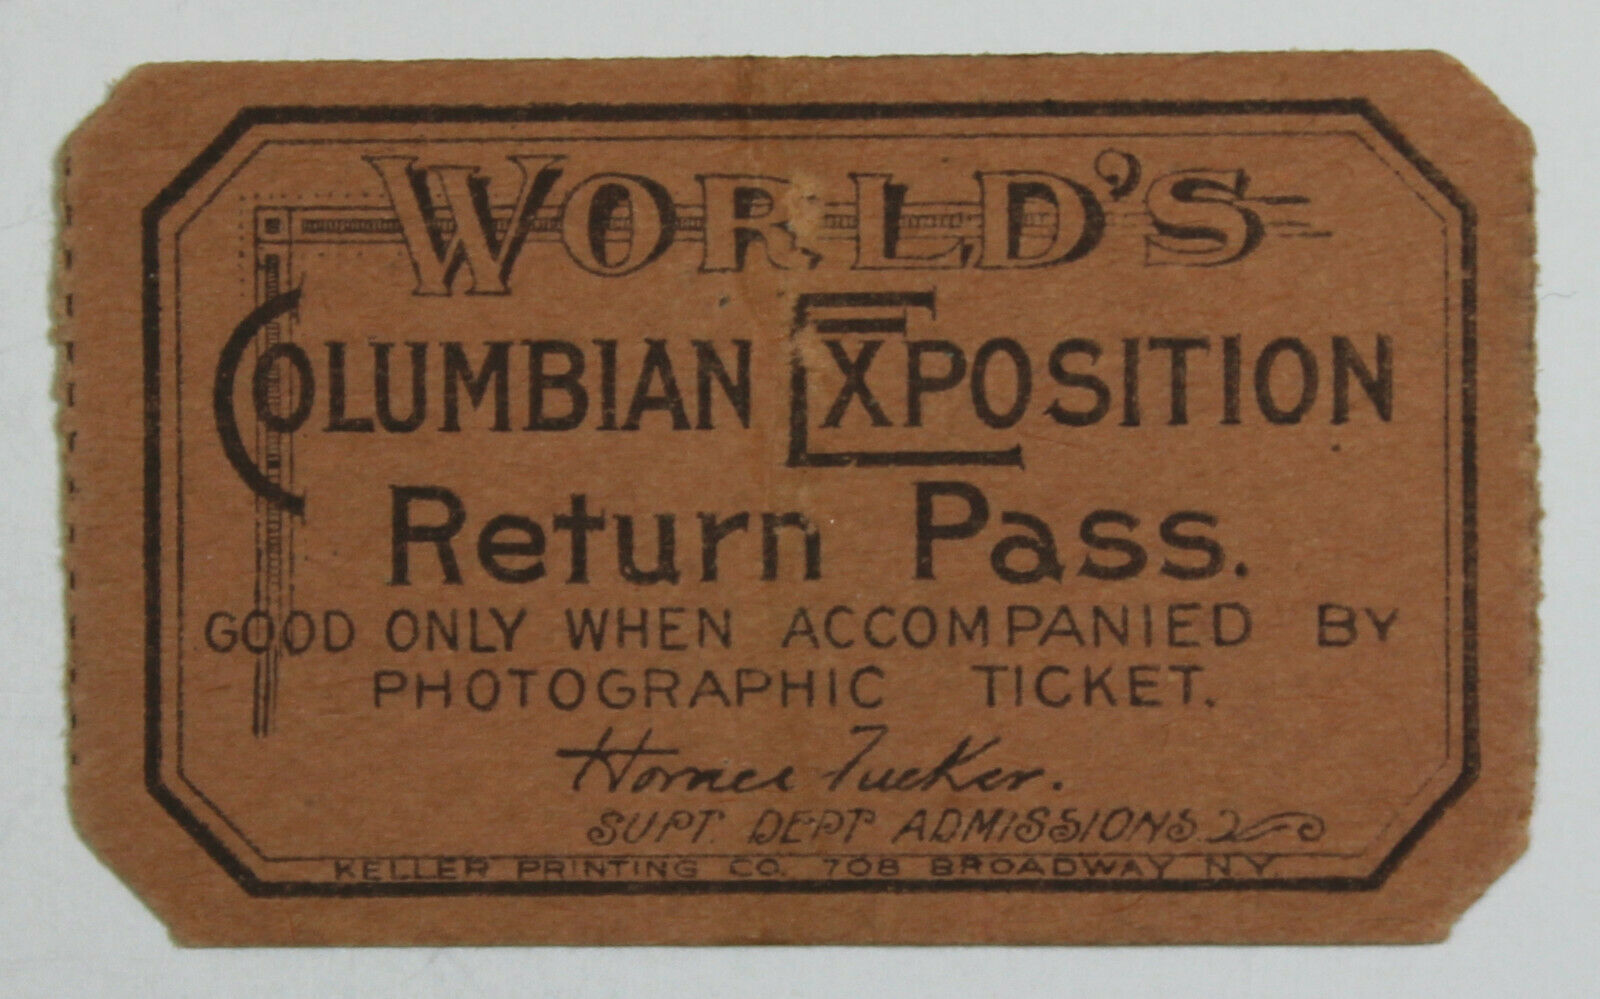 WORLD'S
COLUMBIAN EXPOSITION
Return Pass.
GOOD ONLY WHEN ACCOMPANIED BY
PHOTOGRAPHIC TICKET.
Horace Tucker.
SUPT. DEPT ADMISSIONS.
KELLER PRINTING CO. 708 BROADWAY N.Y.